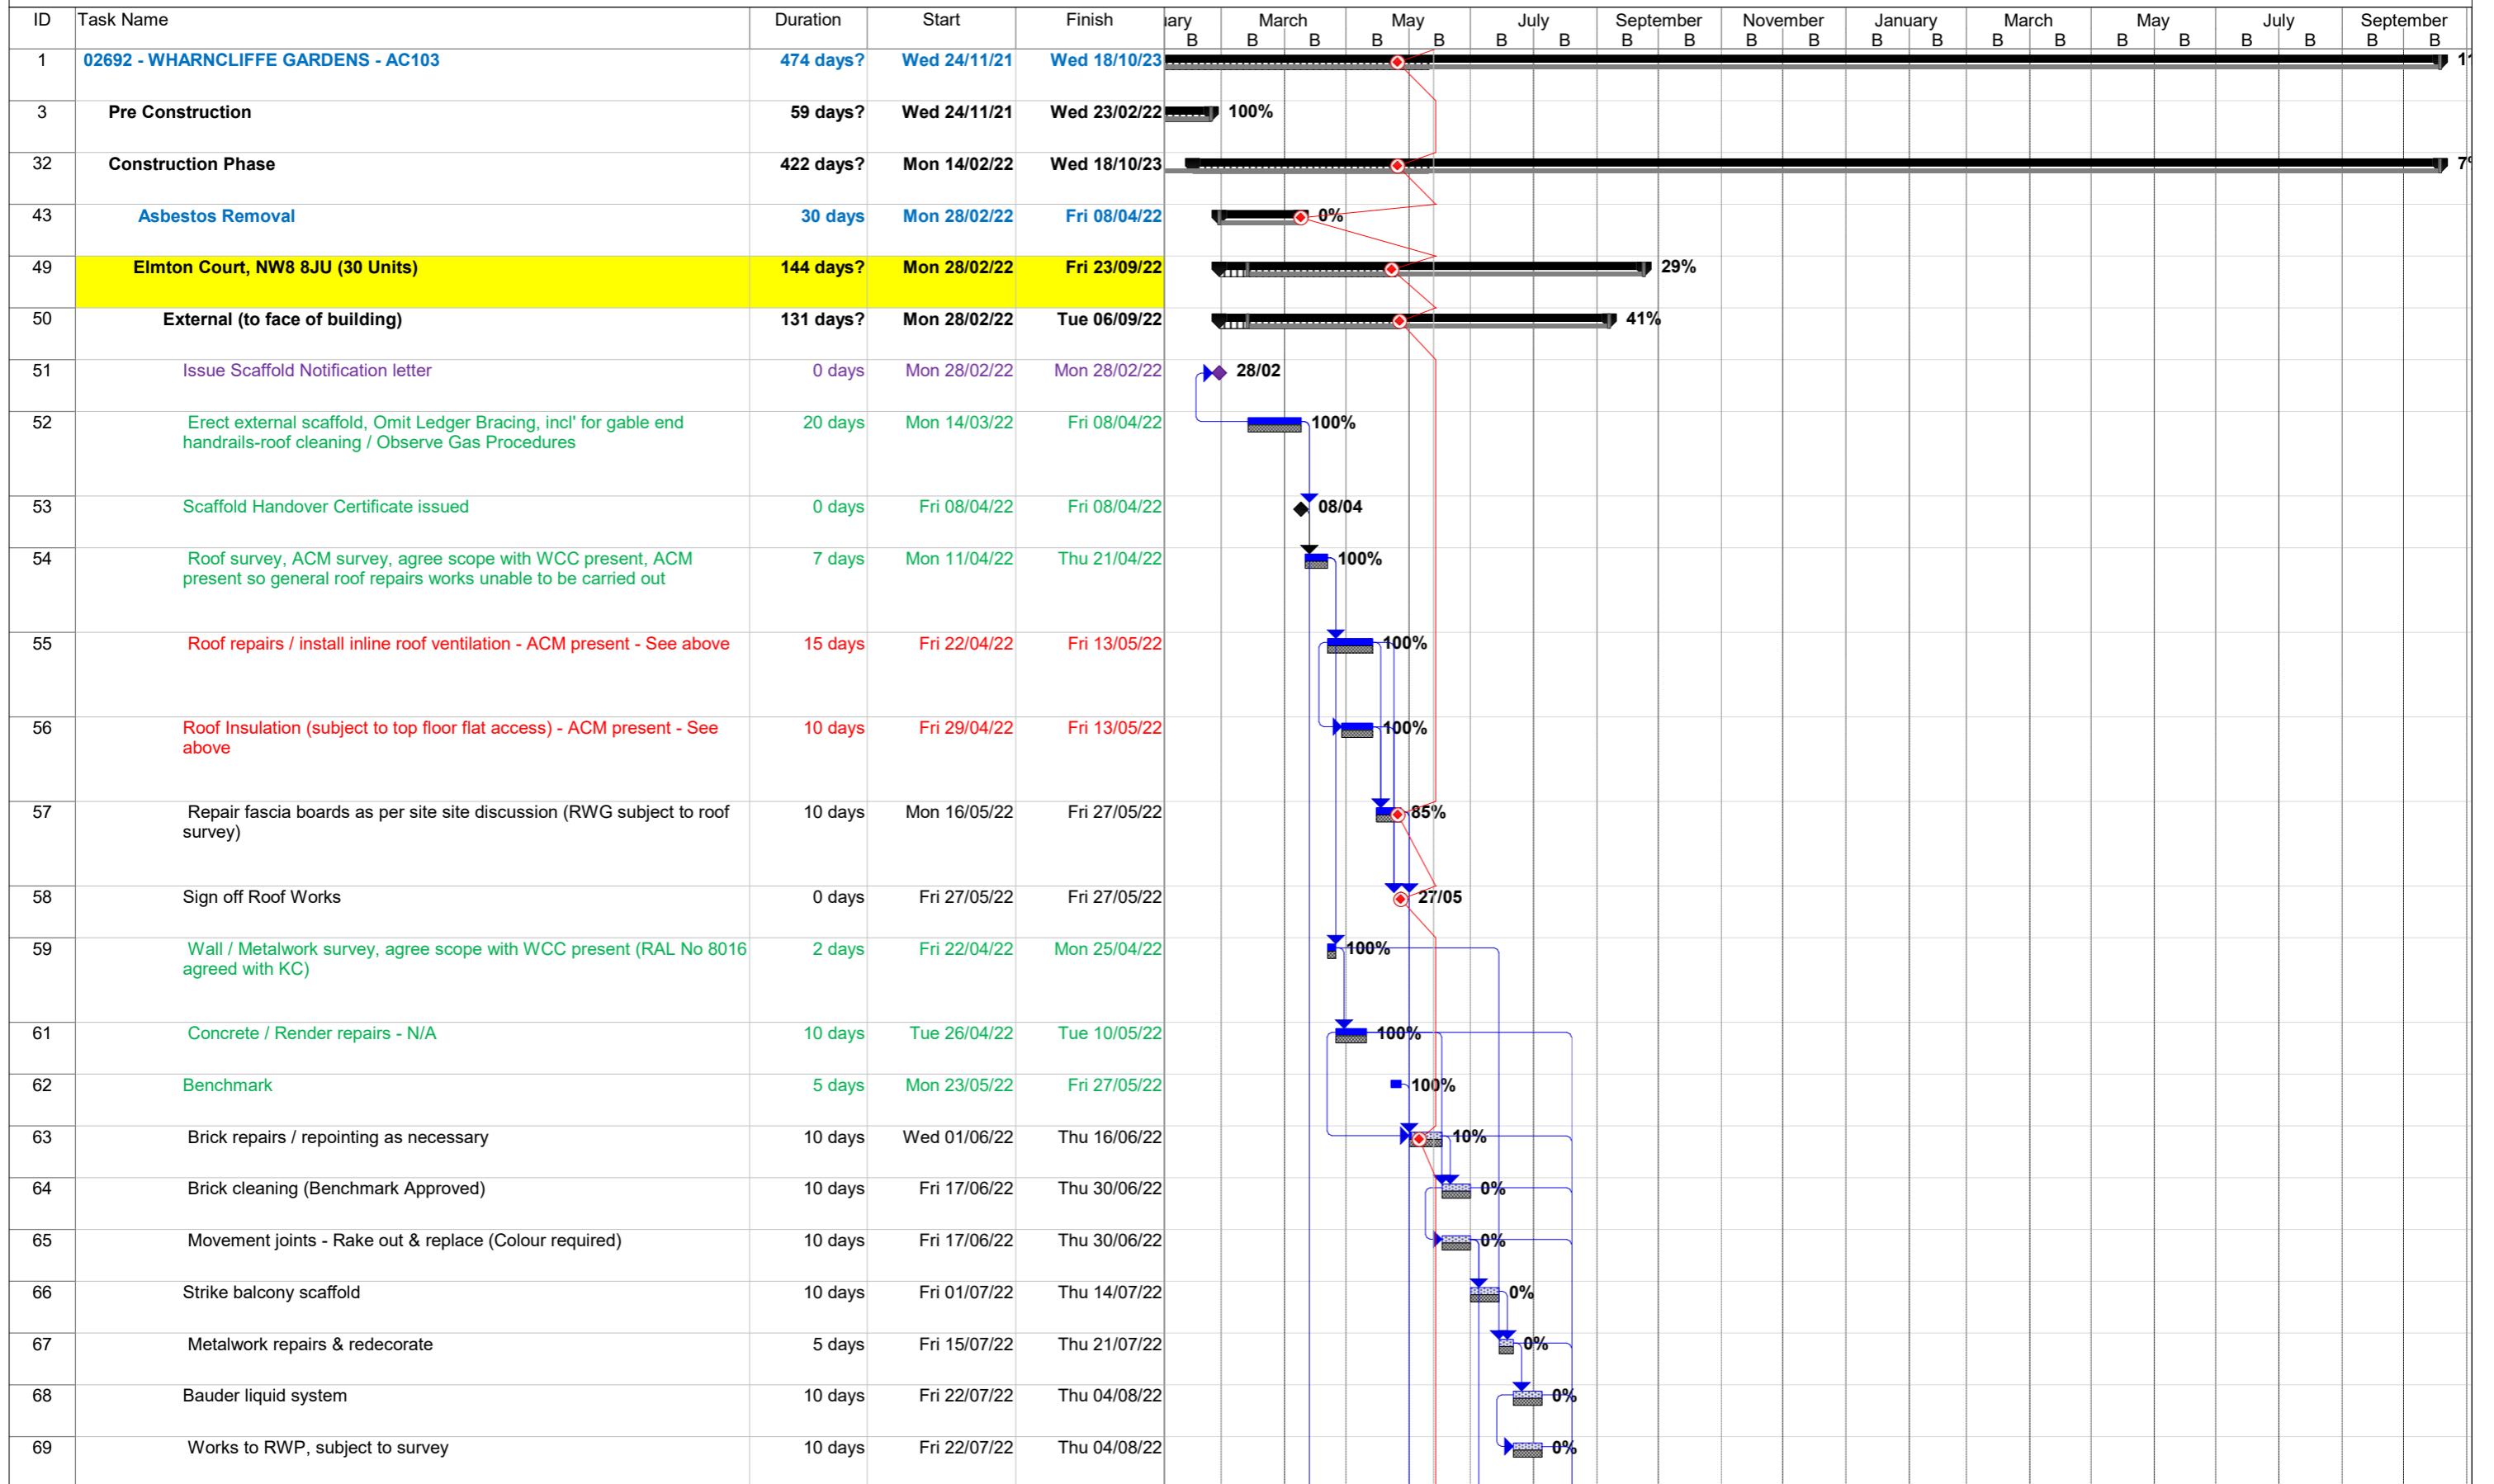 ID Task Name Duration Start Finish uary March May July September November January March May July September
B B B B B B B B B B B B B B B B B B B B B
1 02692 - WHARNCLIFFE GARDENS - AC103 474 days? Wed 24/11/21 Wed 18/10/23
3 Pre Construction 59 days? Wed 24/11/21 Wed 23/02/22 100%
32 Construction Phase 422 days? Mon 14/02/22 Wed 18/10/23 7%
43 Asbestos Removal 30 days Mon 28/02/22 Fri 08/04/22 0%
49 Elmton Court, NW8 8JU (30 Units) 144 days? Mon 28/02/22 Fri 23/09/22 29%
50 External (to face of building) 131 days? Mon 28/02/22 Tue 06/09/22 41%
51 Issue Scaffold Notification letter 0 days Mon 28/02/22 Mon 28/02/22 28/02
52 Erect external scaffold, Omit Ledger Bracing, incl' for gable end 20 days Mon 14/03/22 Fri 08/04/22 100%
handrails-roof cleaning / Observe Gas Procedures
53 Scaffold Handover Certificate issued 0 days Fri 08/04/22 Fri 08/04/22 08/04
54 Roof survey, ACM survey, agree scope with WCC present, ACM 7 days Mon 11/04/22 Thu 21/04/22 100%
present so general roof repairs works unable to be carried out
55 Roof repairs / install inline roof ventilation - ACM present - See above 15 days Fri 22/04/22 Fri 13/05/22 100%
56 Roof Insulation (subject to top floor flat access) - ACM present - See 10 days Fri 29/04/22 Fri 13/05/22 100%
above
57 Repair fascia boards as per site site discussion (RWG subject to roof 10 days Mon 16/05/22 Fri 27/05/22 85%
survey)
58 Sign off Roof Works 0 days Fri 27/05/22 Fri 27/05/22 27/05
59 Wall / Metalwork survey, agree scope with WCC present (RAL No 8016 2 days Fri 22/04/22 Mon 25/04/22 100%
agreed with KC)
61 Concrete / Render repairs - N/A 10 days Tue 26/04/22 Tue 10/05/22 100%
62 Benchmark 5 days Mon 23/05/22 Fri 27/05/22 100%
63 Brick repairs / repointing as necessary 10 days Wed 01/06/22 Thu 16/06/22 10%
64 Brick cleaning (Benchmark Approved) 10 days Fri 17/06/22 Thu 30/06/22 0%
65 Movement joints - Rake out & replace (Colour required) 10 days Fri 17/06/22 Thu 30/06/22 0%
66 Strike balcony scaffold 10 days Fri 01/07/22 Thu 14/07/22 0%
67 Metalwork repairs & redecorate 5 days Fri 15/07/22 Thu 21/07/22 0%
68 Bauder liquid system 10 days Fri 22/07/22 Thu 04/08/22 0%
69 Works to RWP, subject to survey 10 days Fri 22/07/22 Thu 04/08/22 0%